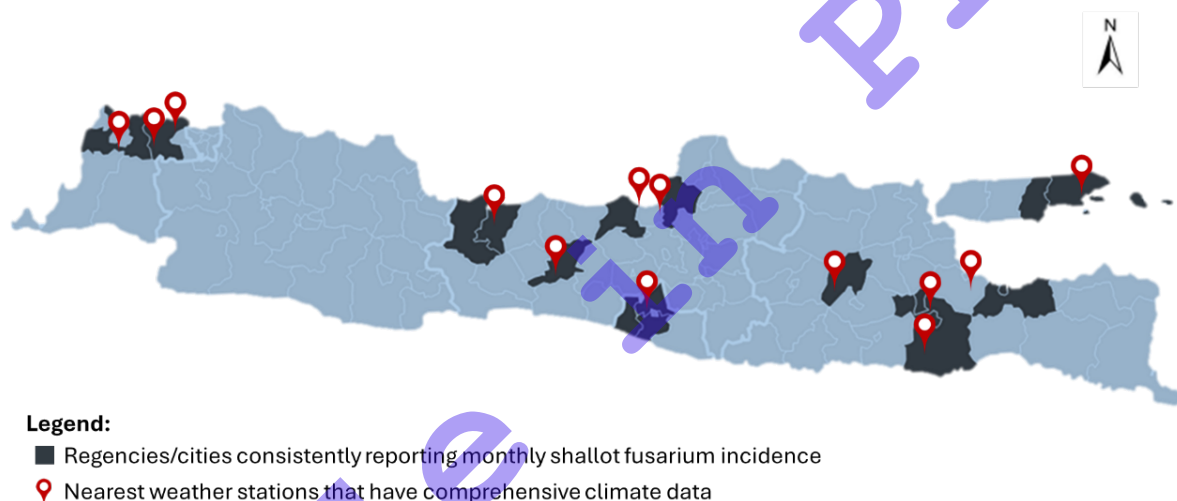 N
Legend:
Regencies/cities consistently reporting monthly shallot fusarium incidence
Nearest weather stations that have comprehensive climate data